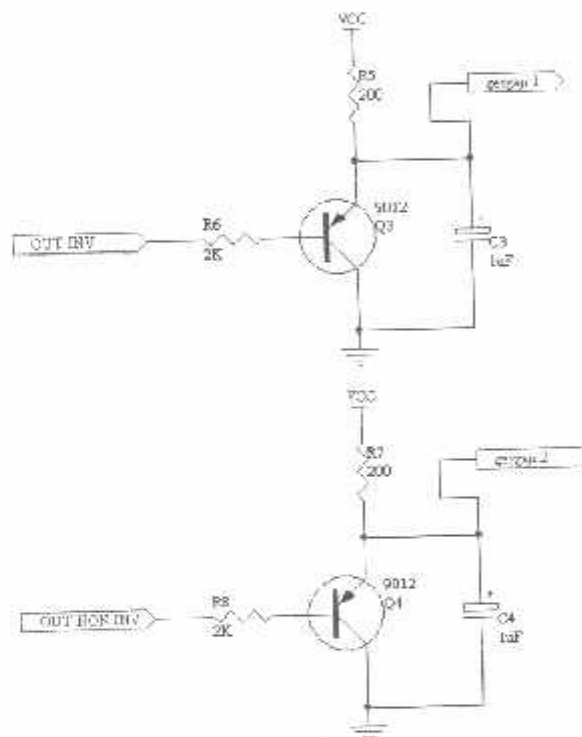 VCC
R5
200
9012
Q3
R6
2K
OUT INV
C3
1uF
VCC
R7
200
9012
Q4
R8
2K
OUT NON INV
C4
1uF